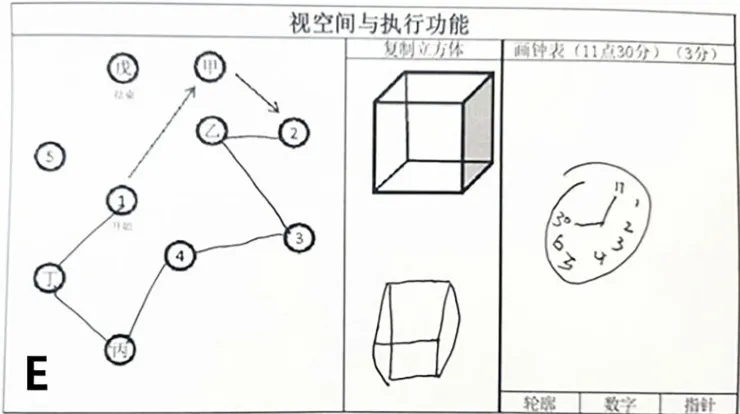 视空间与执行功能
复制立方体
画钟表（11点30分）（3分）
戊
结束
甲
乙
2
5
1
开始
3
4
丁
丙
11
1
30
2
6
3
4
E
轮廓 数字 指针